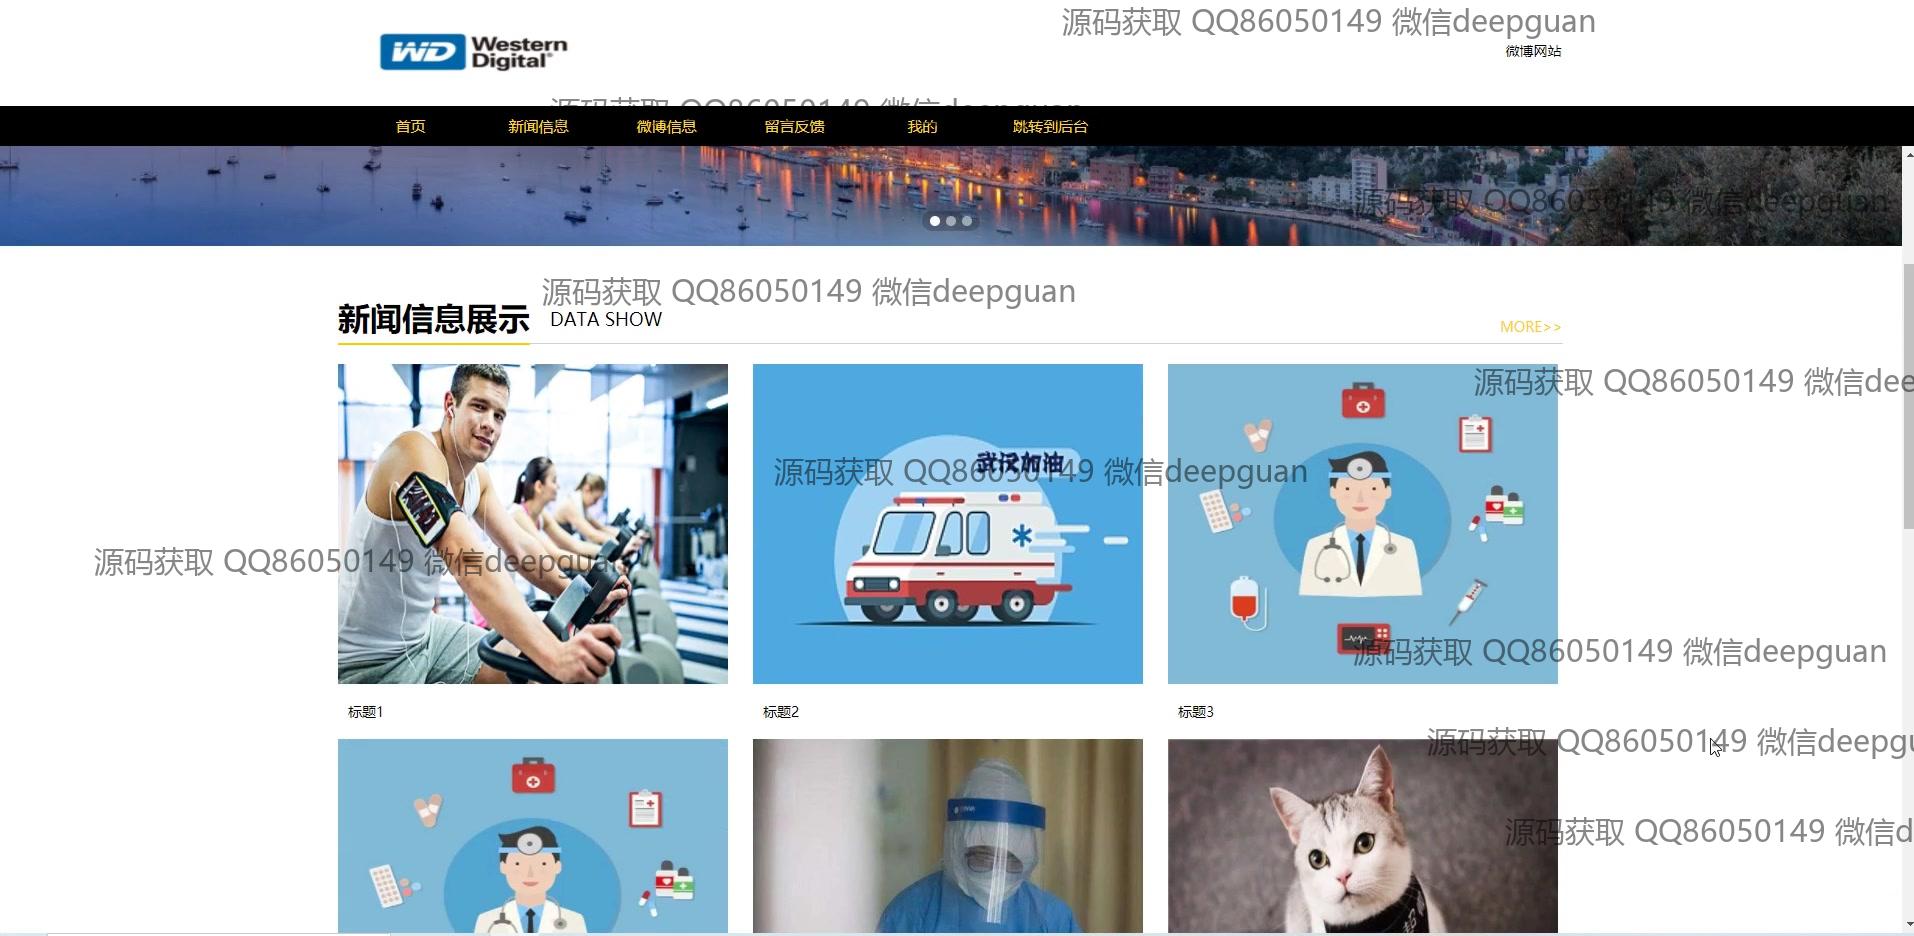 源码获取 QQ86050149 微信deepguan
WD Western Digital®
微博网站
源码获取 QQ86050149 微信deepguan
首页 新闻信息 微博信息 留言反馈 我的 跳转到后台
源码获取 QQ86050149 微信deepguan
源码获取 QQ86050149 微信deepguan
新闻信息展示 DATA SHOW
MORE>>
源码获取 QQ86050149 微信dee
武汉加油
源码获取 QQ86050149 微信deepguan
源码获取 QQ86050149 微信deepguan
源码获取 QQ86050149 微信deepguan
标题1 标题2 标题3
源码获取 QQ86050149 微信deepgu
源码获取 QQ86050149 微信d